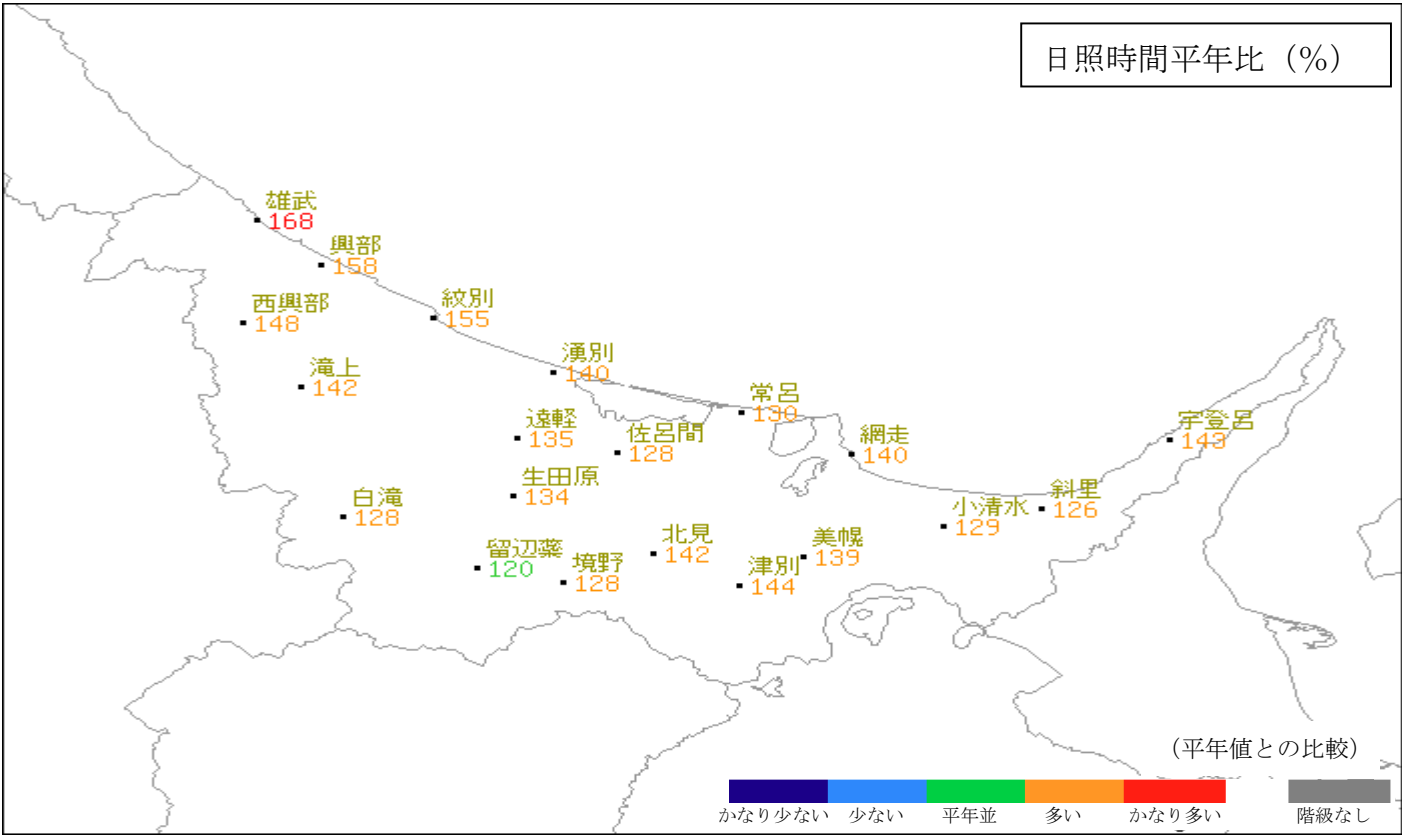 日照時間平年比（％）
雄武
168
興部
158
西興部
148
紋別
155
滝上
142
湧別
140
常呂
130
遠軽
135
佐呂間
128
網走
140
宇登呂
143
生田原
134
白滝
128
斜里
126
小清水
129
北見
142
美幌
139
留辺蘂
120
境野
128
津別
144
（平年値との比較）
かなり少ない 少ない 平年並 多い かなり多い 階級なし